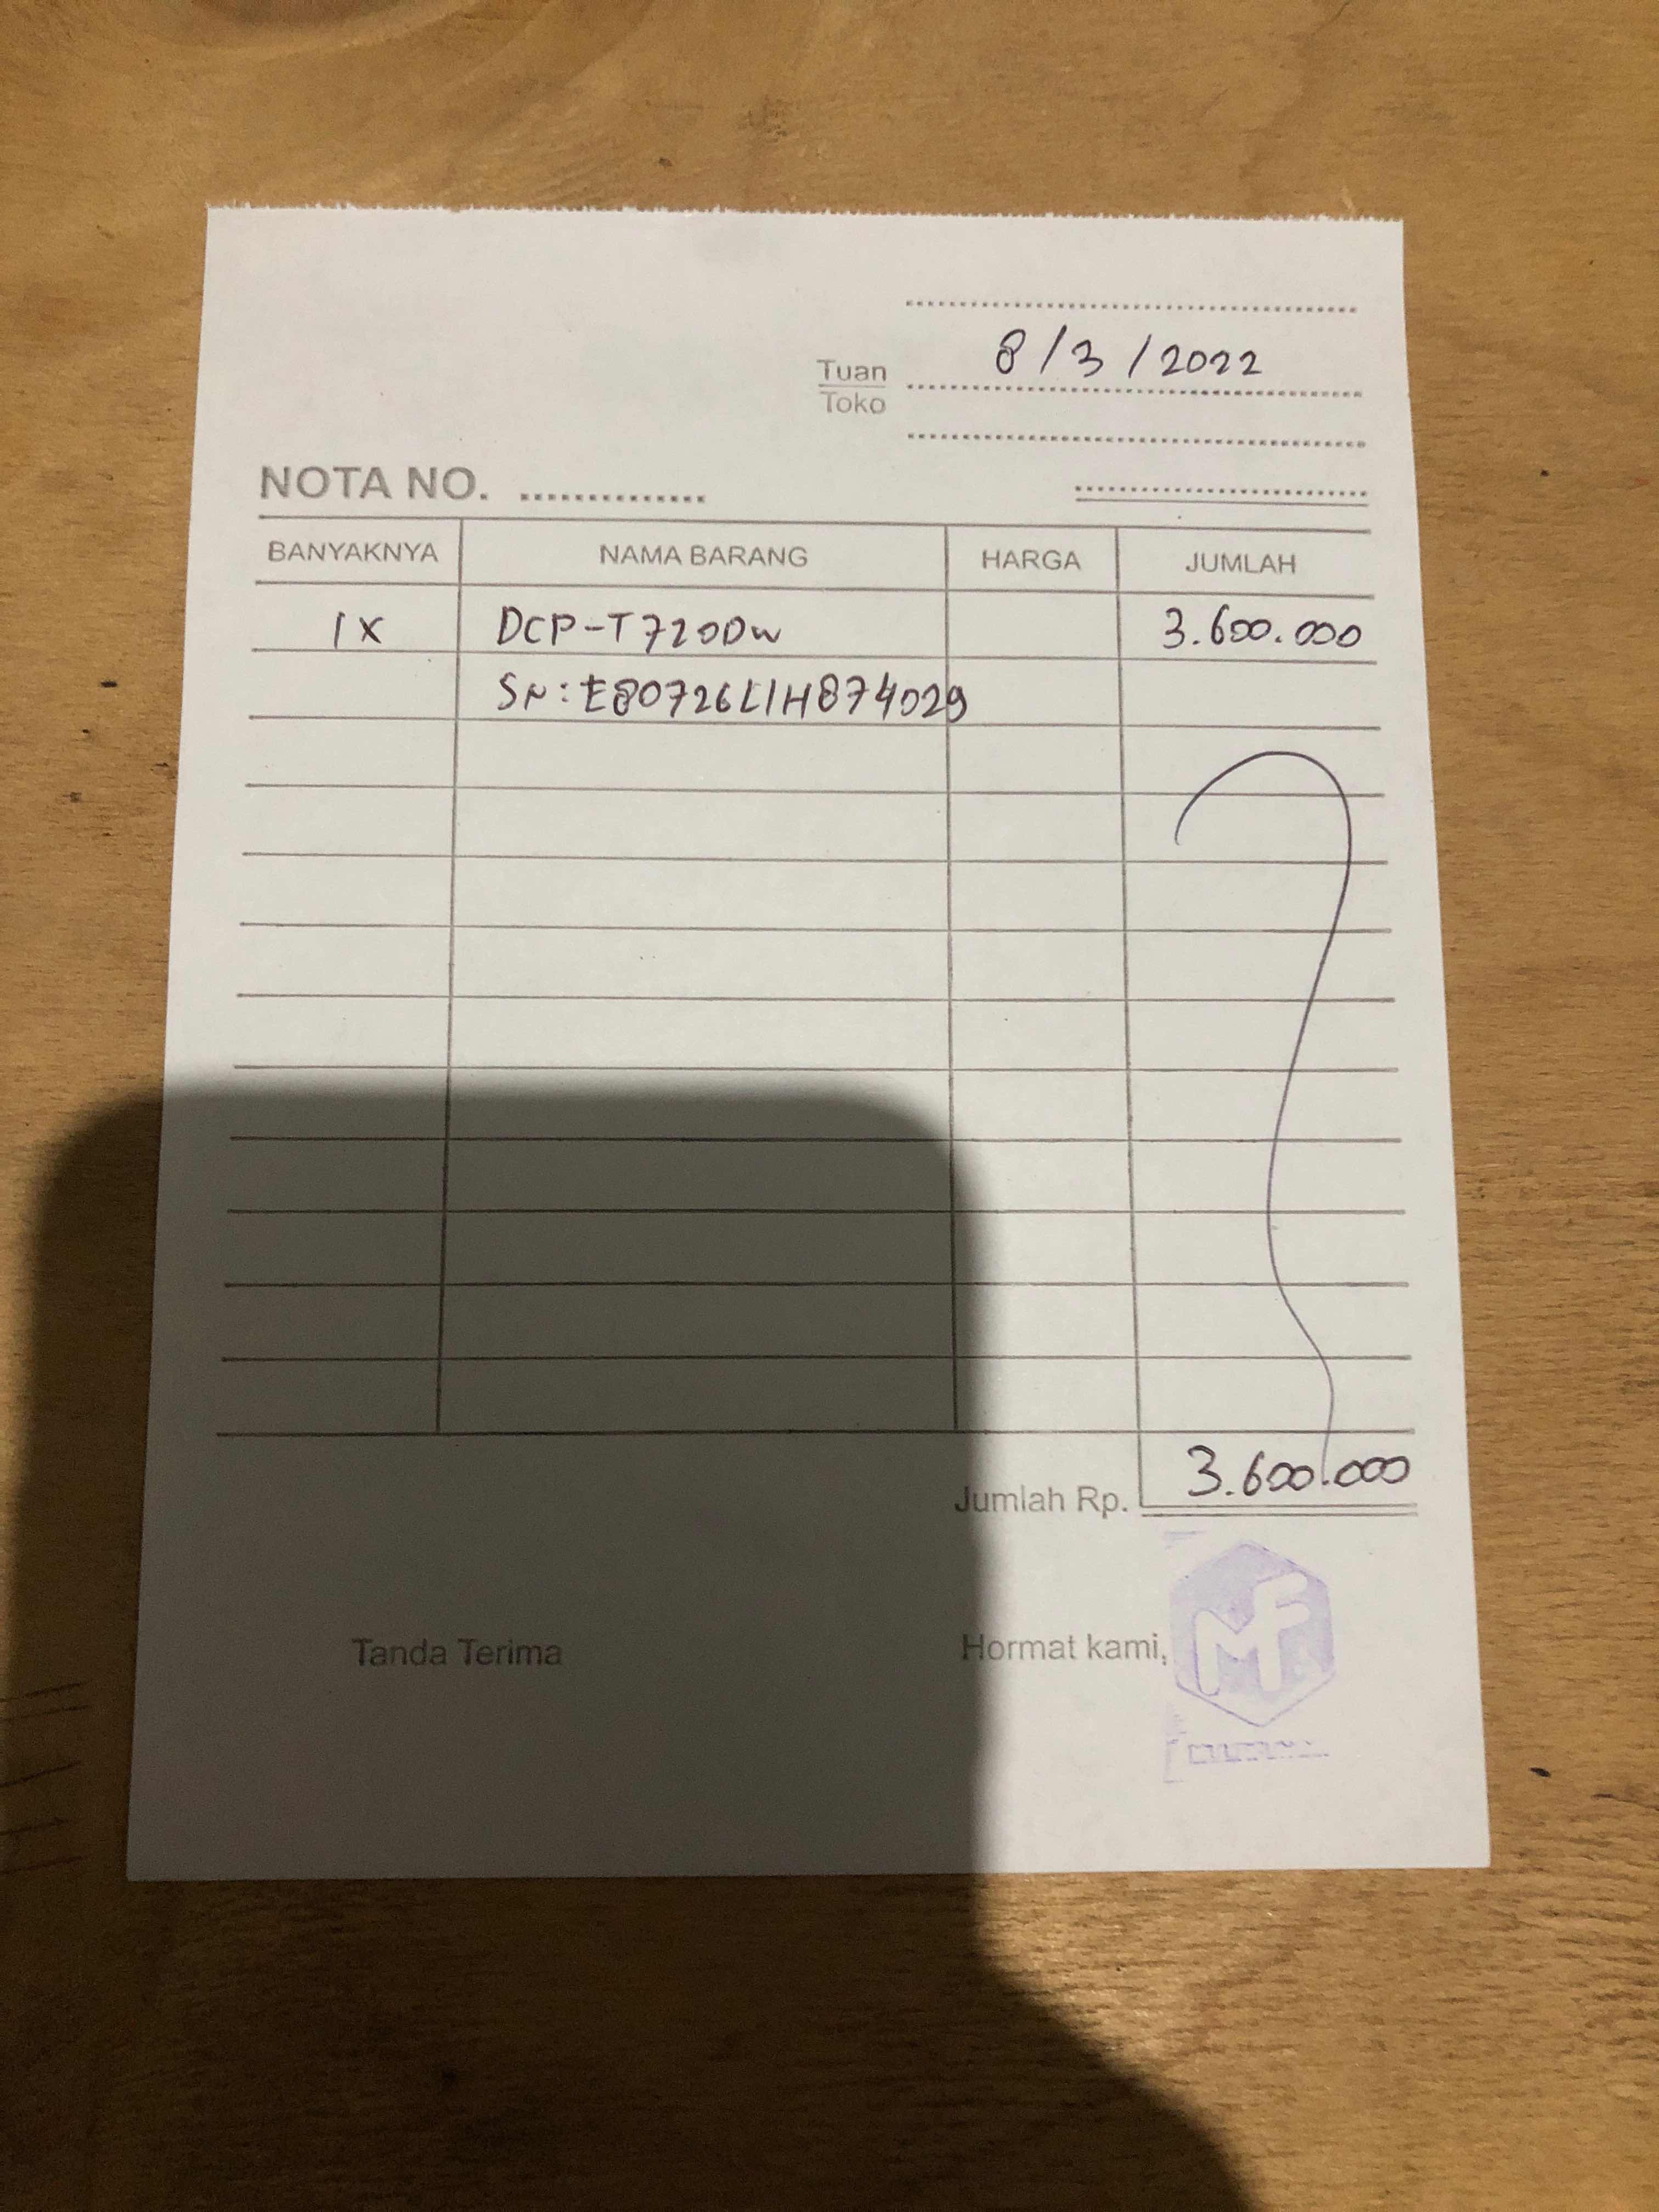 8/3/2022
Tuan
Toko
NOTA NO. ..............
BANYAKNYA NAMA BARANG HARGA JUMLAH
1X DCP-T720DW 3.600.000
SN: E80726L1H874029
Jumlah Rp. 3.600.000
Tanda Terima Hormat kami,
MF